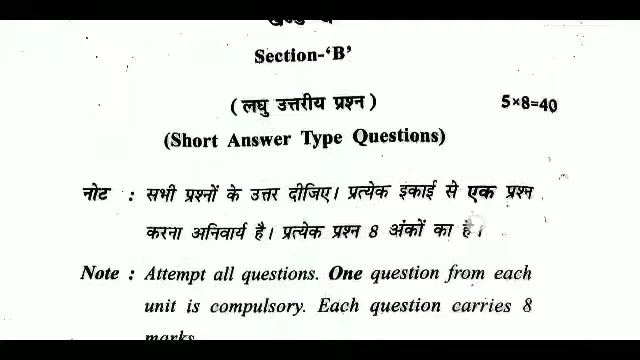 Section-‘B’
(लघु उत्तरीय प्रश्न) 5×8=40
(Short Answer Type Questions)
नोट : सभी प्रश्नों के उत्तर दीजिए। प्रत्येक इकाई से एक प्रश्न
करना अनिवार्य है। प्रत्येक प्रश्न 8 अंकों का है।
Note : Attempt all questions. One question from each
unit is compulsory. Each question carries 8
marks.